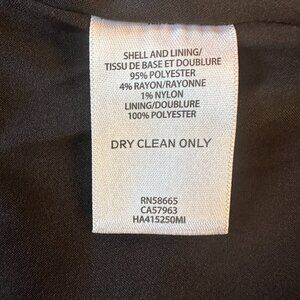 SHELL AND LINING/
TISSU DE BASE ET DOUBLURE
95% POLYESTER
4% RAYON/RAYONNE
1% NYLON
LINING/DOUBLURE
100% POLYESTER
DRY CLEAN ONLY
RN58665
CA57963
HA415250MI